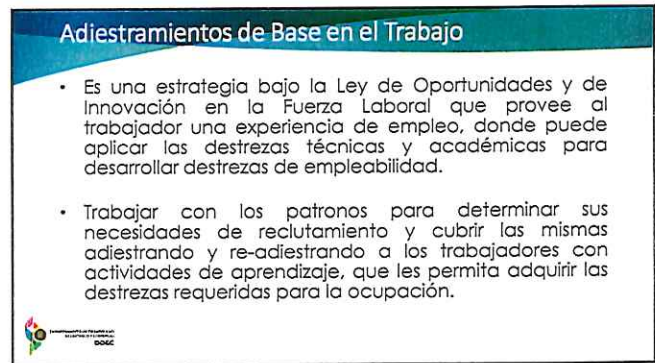 Adiestramientos de Base en el Trabajo
• Es una estrategia bajo la Ley de Oportunidades y de
Innovación en la Fuerza Laboral que provee al
trabajador una experiencia de empleo, donde puede
aplicar las destrezas técnicas y académicas para
desarrollar destrezas de empleabilidad.
• Trabajar con los patronos para determinar sus
necesidades de reclutamiento y cubrir las mismas
adiestrando y re-adiestrando a los trabajadores con
actividades de aprendizaje, que les permita adquirir las
destrezas requeridas para la ocupación.